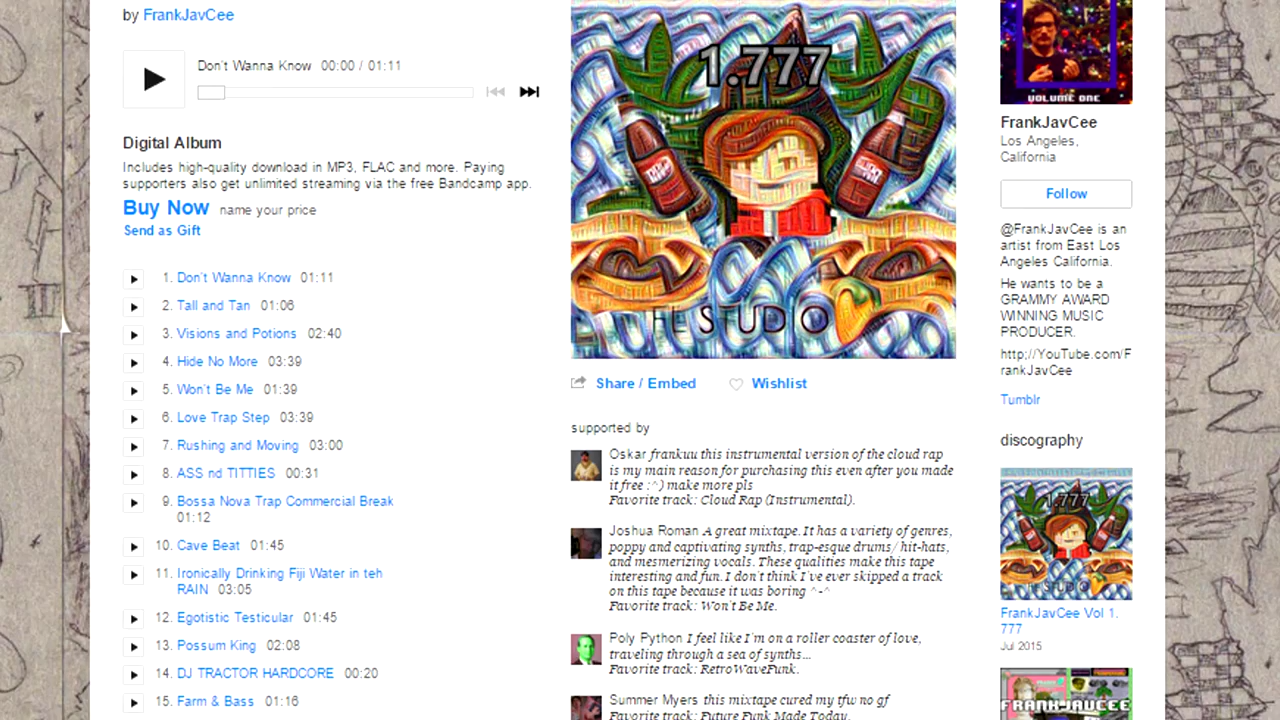 by FrankJavCee
Don't Wanna Know 00:00 / 01:11
Digital Album
Includes high-quality download in MP3, FLAC and more. Paying
supporters also get unlimited streaming via the free Bandcamp app.
Buy Now name your price
Send as Gift
1. Don't Wanna Know 01:11
2. Tall and Tan 01:06
3. Visions and Potions 02:40
4. Hide No More 03:39
5. Won't Be Me 01:39
6. Love Trap Step 03:39
7. Rushing and Moving 03:00
8. ASS nd TITTIES 00:31
9. Bossa Nova Trap Commercial Break
01:12
10. Cave Beat 01:45
11. Ironically Drinking Fiji Water in teh
RAIN 03:05
12. Egotistic Testicular 01:45
13. Possum King 02:08
14. DJ TRACTOR HARDCORE 00:20
15. Farm & Bass 01:16
1.777
FL STUDIO
Share / Embed Wishlist
supported by
Oskar frankuu this instrumental version of the cloud rap
is my main reason for purchasing this even after you made
it free :^) make more pls
Favorite track: Cloud Rap (Instrumental).
Joshua Roman A great mixtape. It has a variety of genres,
poppy and captivating synths, trap-esque drums/ hit-hats,
and mesmerizing vocals. These qualities make this tape
interesting and fun. I don't think I've ever skipped a track
on this tape because it was boring ^-^
Favorite track: Won't Be Me.
Poly Python I feel like I'm on a roller coaster of love,
traveling through a sea of synths...
Favorite track: RetroWaveFunk.
Summer Myers this mixtape cured my tfw no gf
Favorite track: Future Funk Made Today.
VOLUME ONE
FrankJavCee
Los Angeles,
California
Follow
@FrankJavCee is an
artist from East Los
Angeles California.
He wants to be a
GRAMMY AWARD
WINNING MUSIC
PRODUCER.
http;//YouTube.com/F
rankJavCee
Tumblr
discography
1.777
FL STUDIO
FrankJavCee Vol 1.
777
Jul 2015
FRANKJAVCEE